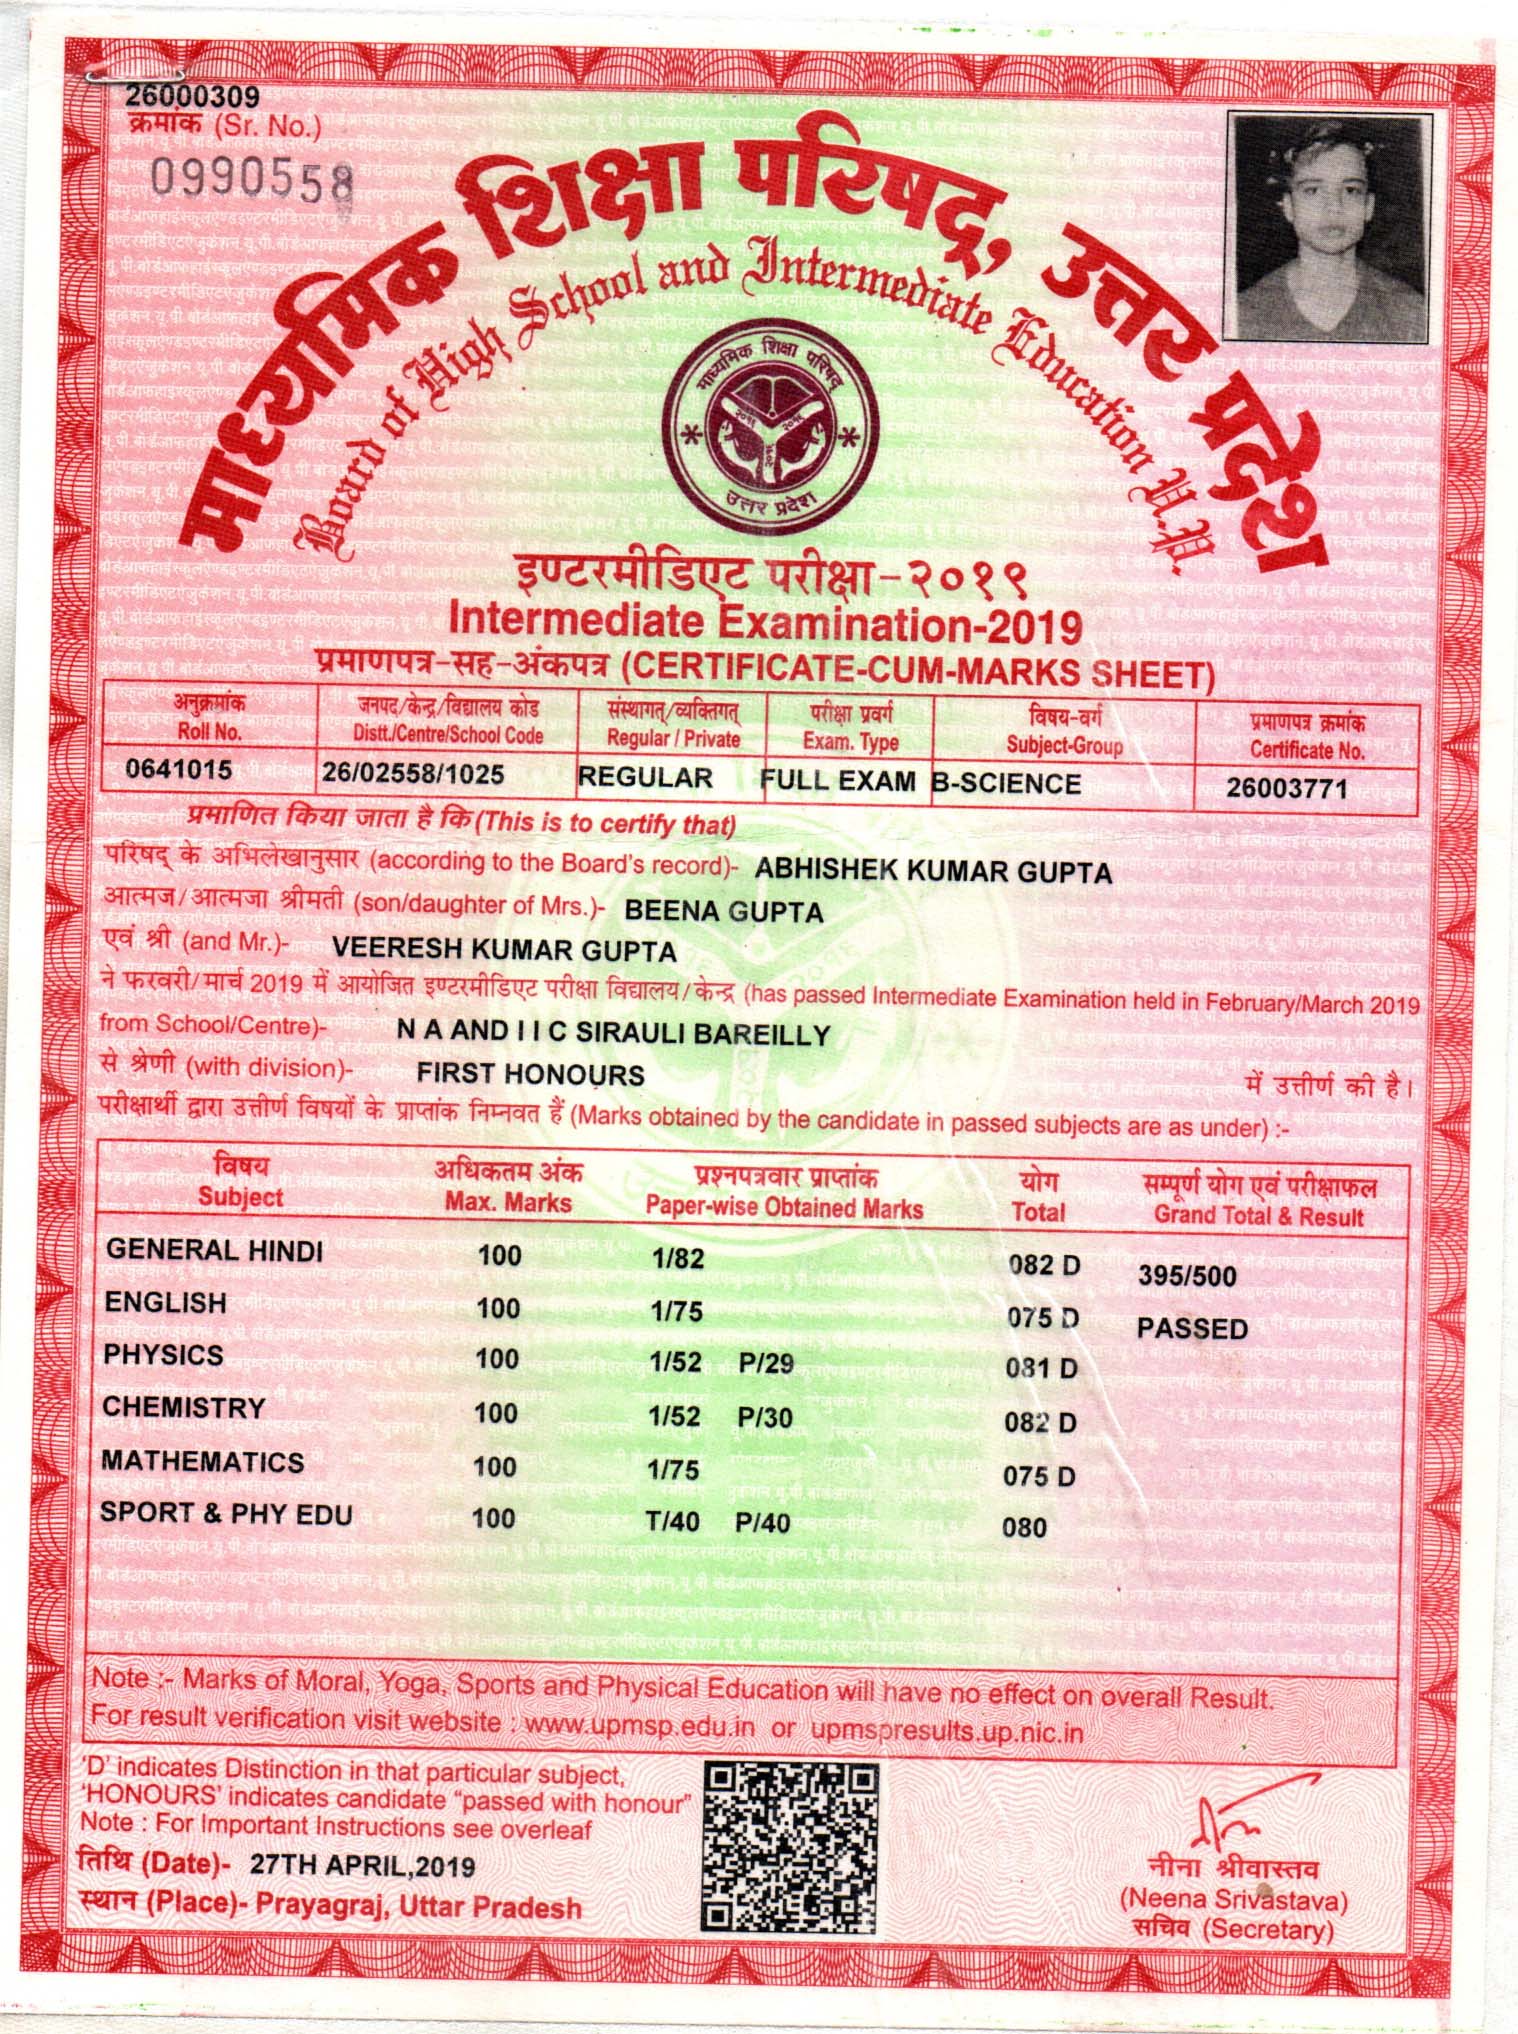 26000309
क्रमांक (Sr. No.)
0990558
माध्यमिक शिक्षा परिषद्, उत्तर प्रदेश
Board of High School and Intermediate Education U.P.
माध्यमिक शिक्षा परिषद्
उत्तर प्रदेश
इण्टरमीडिएट परीक्षा-२०१९
Intermediate Examination-2019
प्रमाणपत्र-सह-अंकपत्र (CERTIFICATE-CUM-MARKS SHEET)
अनुक्रमांक जनपद/केन्द्र/विद्यालय कोड संस्थागत्/व्यक्तिगत् परीक्षा प्रवर्ग विषय-वर्ग प्रमाणपत्र क्रमांक
Roll No. Distt./Centre/School Code Regular / Private Exam. Type Subject-Group Certificate No.
0641015 26/02558/1025 REGULAR FULL EXAM B-SCIENCE 26003771
प्रमाणित किया जाता है कि (This is to certify that)
परिषद् के अभिलेखानुसार (according to the Board's record)- ABHISHEK KUMAR GUPTA
आत्मज/आत्मजा श्रीमती (son/daughter of Mrs.)- BEENA GUPTA
एवं श्री (and Mr.)- VEERESH KUMAR GUPTA
ने फरवरी/मार्च 2019 में आयोजित इण्टरमीडिएट परीक्षा विद्यालय/केन्द्र (has passed Intermediate Examination held in February/March 2019
from School/Centre)- N A AND I I C SIRAULI BAREILLY
से श्रेणी (with division)- FIRST HONOURS में उत्तीर्ण की है।
परीक्षार्थी द्वारा उत्तीर्ण विषयों के प्राप्तांक निम्नवत हैं (Marks obtained by the candidate in passed subjects are as under) :-
विषय अधिकतम अंक प्रश्नपत्रवार प्राप्तांक योग सम्पूर्ण योग एवं परीक्षाफल
Subject Max. Marks Paper-wise Obtained Marks Total Grand Total & Result
GENERAL HINDI 100 1/82 082 D 395/500
ENGLISH 100 1/75 075 D PASSED
PHYSICS 100 1/52 P/29 081 D
CHEMISTRY 100 1/52 P/30 082 D
MATHEMATICS 100 1/75 075 D
SPORT & PHY EDU 100 T/40 P/40 080
Note :- Marks of Moral, Yoga, Sports and Physical Education will have no effect on overall Result.
For result verification visit website : www.upmsp.edu.in or upmspresults.up.nic.in
'D' indicates Distinction in that particular subject,
'HONOURS' indicates candidate "passed with honour"
Note : For Important Instructions see overleaf
तिथि (Date)- 27TH APRIL,2019
स्थान (Place)- Prayagraj, Uttar Pradesh
नीना श्रीवास्तव
(Neena Srivastava)
सचिव (Secretary)